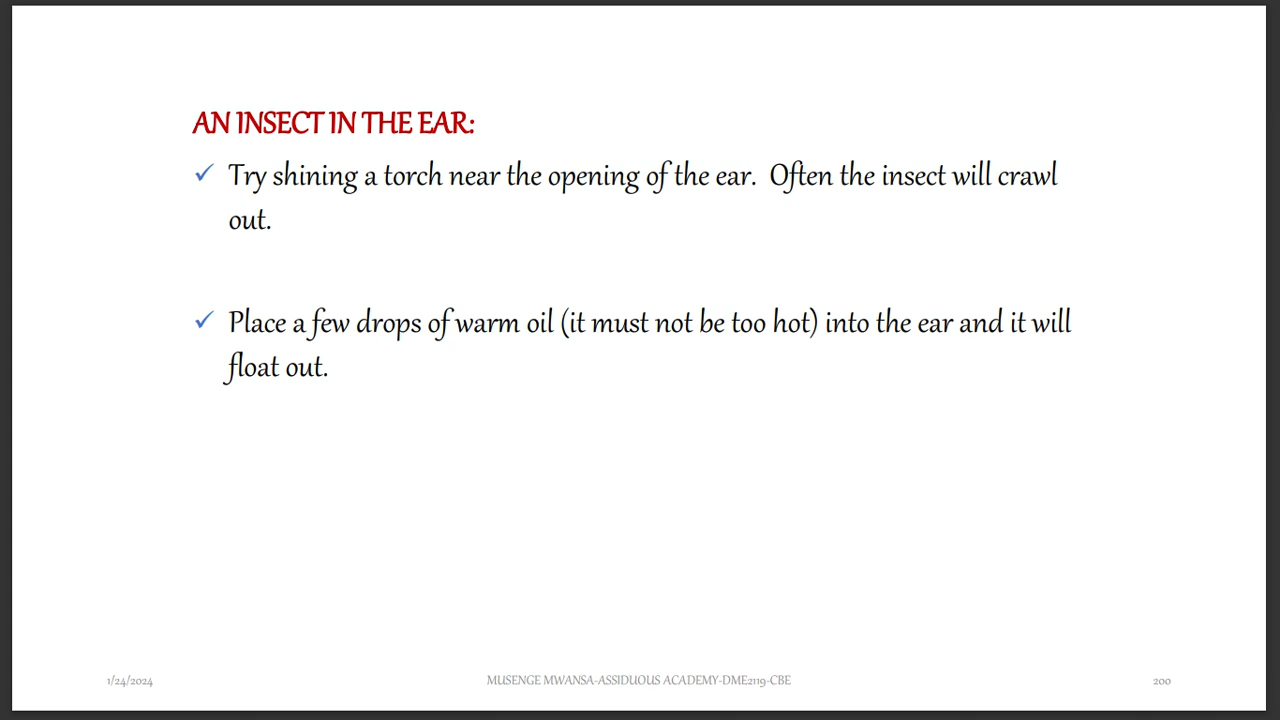 AN INSECT IN THE EAR:
✓ Try shining a torch near the opening of the ear.  Often the insect will crawl
out.
✓ Place a few drops of warm oil (it must not be too hot) into the ear and it will
float out.
1/24/2024
MUSENGE MWANSA-ASSIDUOUS ACADEMY-DME2119-CBE
200